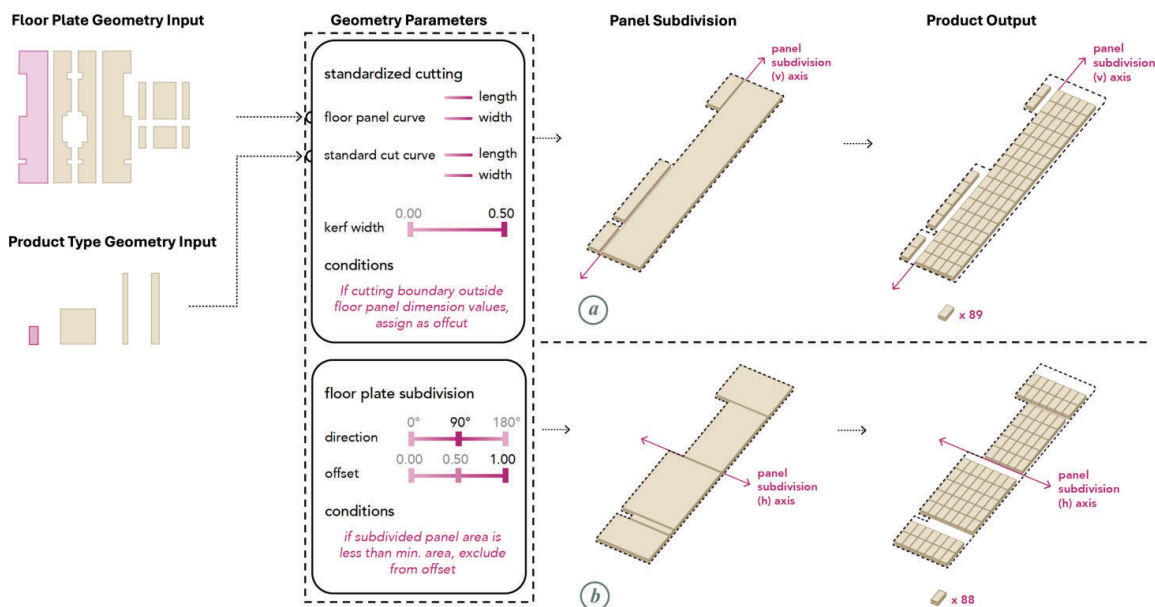 Floor Plate Geometry Input
Geometry Parameters
Panel Subdivision
Product Output
standardized cutting
length
floor panel curve
width
standard cut curve
length
width
0.00
0.50
kerf width
conditions
If cutting boundary outside
floor panel dimension values,
assign as offcut
Product Type Geometry Input
floor plate subdivision
0°
90°
180°
direction
0.00
0.50
1.00
offset
conditions
if subdivided panel area is
less than min. area, exclude
from offset
panel
subdivision
(v) axis
a
panel
subdivision
(v) axis
x 89
panel
subdivision
(h) axis
b
panel
subdivision
(h) axis
x 88